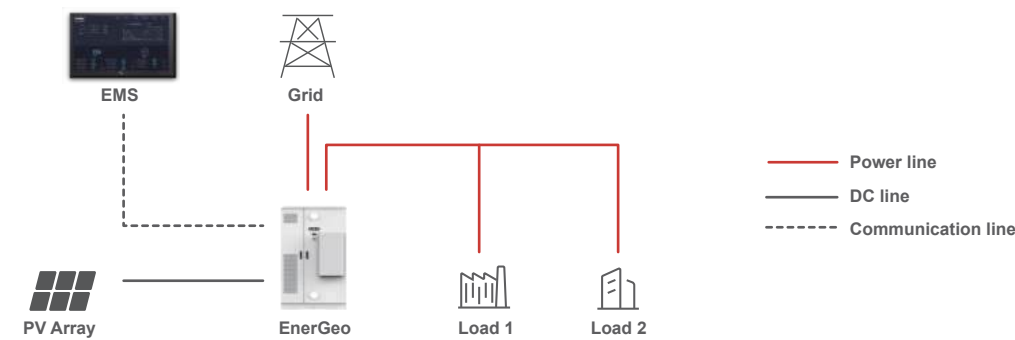 EMS
Grid
Power line
DC line
Communication line
PV Array
EnerGeo
Load 1
Load 2